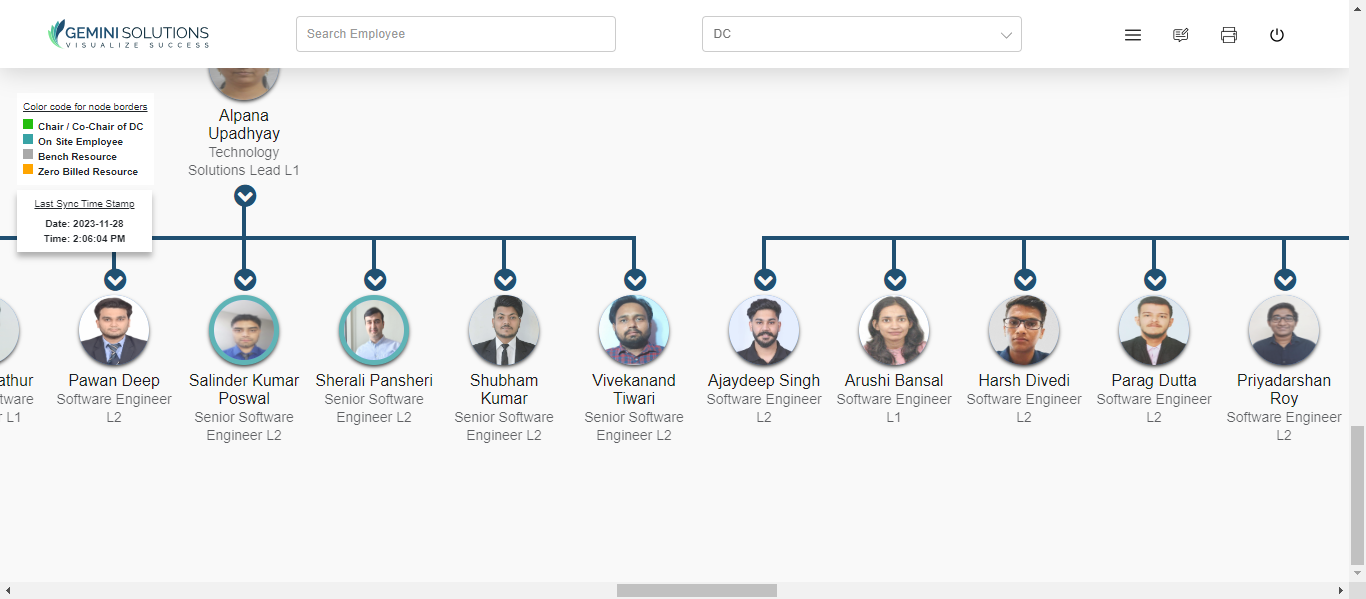 GEMINI SOLUTIONS
VISUALIZE SUCCESS
Search Employee
DC
Color code for node borders
Chair / Co-Chair of DC
On Site Employee
Bench Resource
Zero Billed Resource
Last Sync Time Stamp
Date: 2023-11-28
Time: 2:06:04 PM
Alpana
Upadhyay
Technology
Solutions Lead L1
athur
tware
r L1
Pawan Deep
Software Engineer
L2
Salinder Kumar
Poswal
Senior Software
Engineer L2
Sherali Pansheri
Senior Software
Engineer L2
Shubham
Kumar
Senior Software
Engineer L2
Vivekanand
Tiwari
Senior Software
Engineer L2
Ajaydeep Singh
Software Engineer
L2
Arushi Bansal
Software Engineer
L1
Harsh Divedi
Software Engineer
L2
Parag Dutta
Software Engineer
L2
Priyadarshan
Roy
Software Engineer
L2